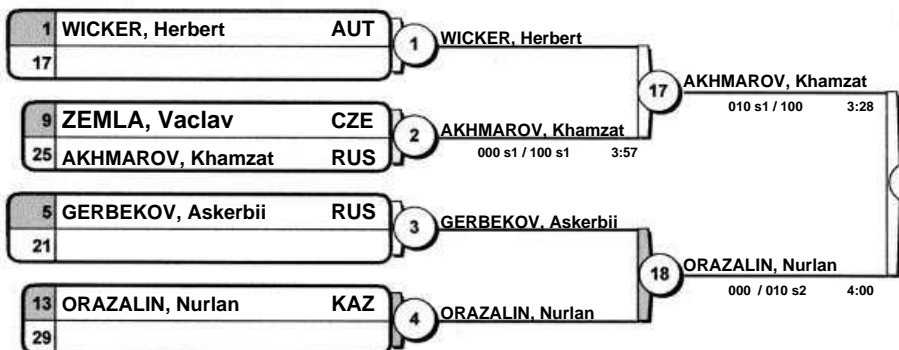 1 WICKER, Herbert AUT
17
1
WICKER, Herbert
9 ZEMLA, Vaclav CZE
25 AKHMAROV, Khamzat RUS
2
AKHMAROV, Khamzat
000 s1 / 100 s1 3:57
17
AKHMAROV, Khamzat
010 s1 / 100 3:28
5 GERBEKOV, Askerbii RUS
21
3
GERBEKOV, Askerbii
13 ORAZALIN, Nurlan KAZ
29
4
ORAZALIN, Nurlan
18
ORAZALIN, Nurlan
000 / 010 s2 4:00